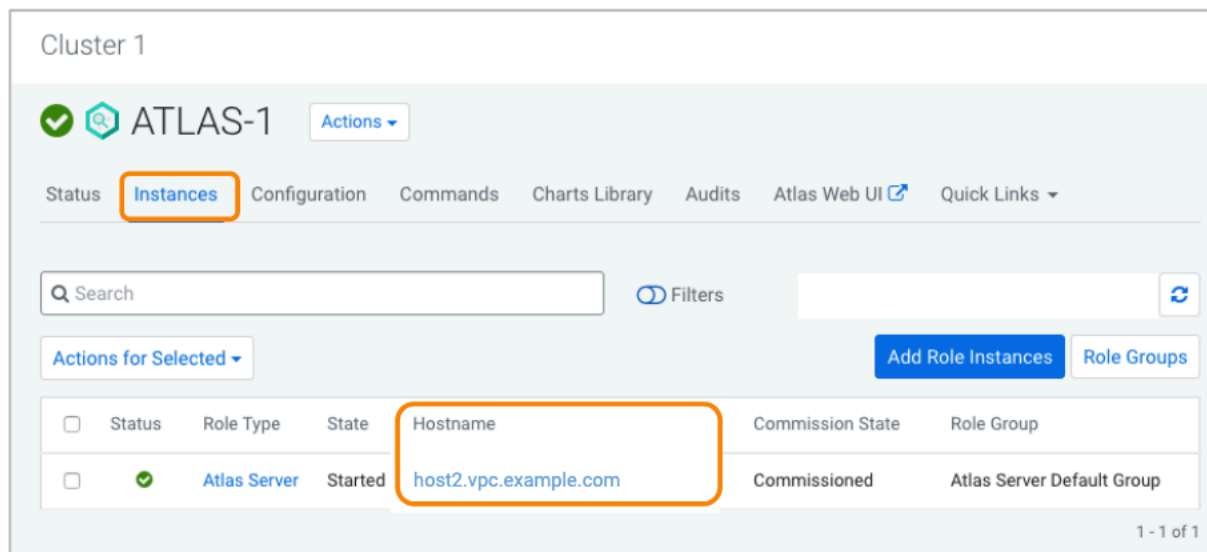 Cluster 1
ATLAS-1 Actions
Status Instances Configuration Commands Charts Library Audits Atlas Web UI Quick Links
Search Filters
Actions for Selected Add Role Instances Role Groups
Status Role Type State Hostname Commission State Role Group
Atlas Server Started host2.vpc.example.com Commissioned Atlas Server Default Group
1 - 1 of 1